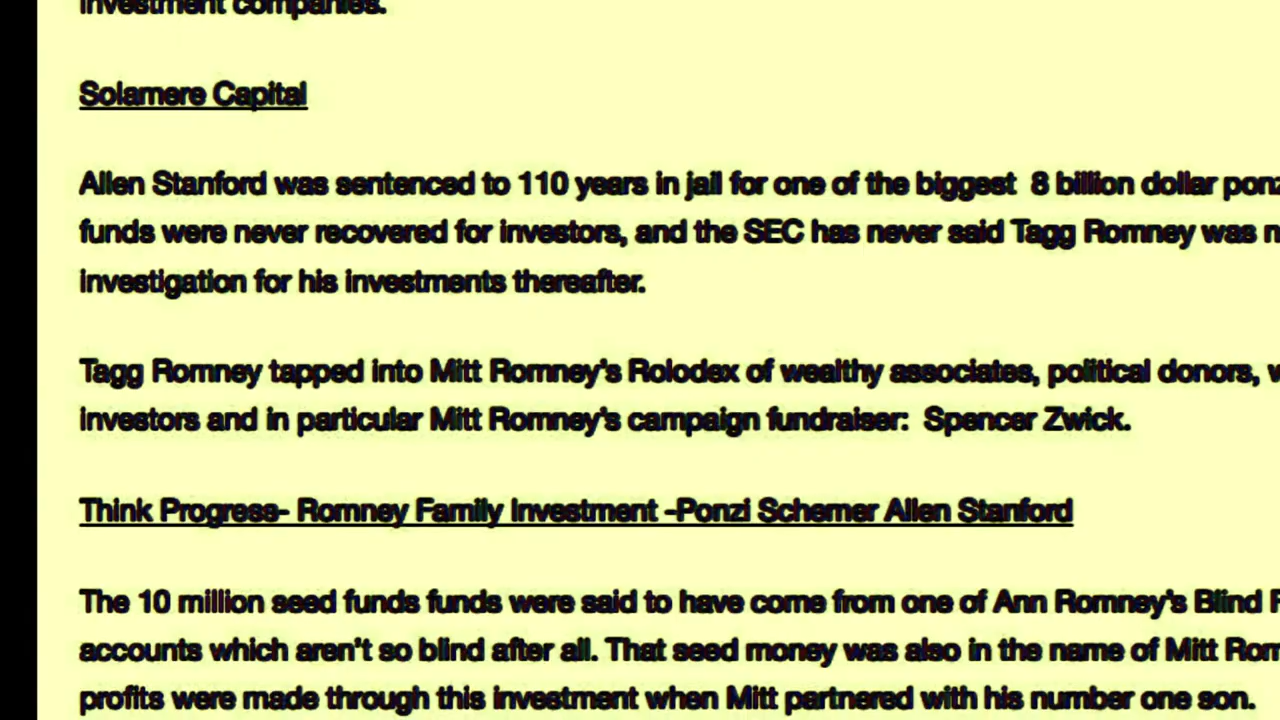 investment companies.
Solamere Capital
Allen Stanford was sentenced to 110 years in jail for one of the biggest  8 billion dollar
funds were never recovered for investors, and the SEC has never said Tagg Romney was
investigation for his investments thereafter.
Tagg Romney tapped into Mitt Romney's Rolodex of wealthy associates, political donors,
investors and in particular Mitt Romney's campaign fundraiser:  Spencer Zwick.
Think Progress- Romney Family Investment -Ponzi Schemer Allen Stanford
The 10 million seed funds funds were said to have come from one of Ann Romney's Blind
accounts which aren't so blind after all. That seed money was also in the name of Mitt
profits were made through this investment when Mitt partnered with his number one son.